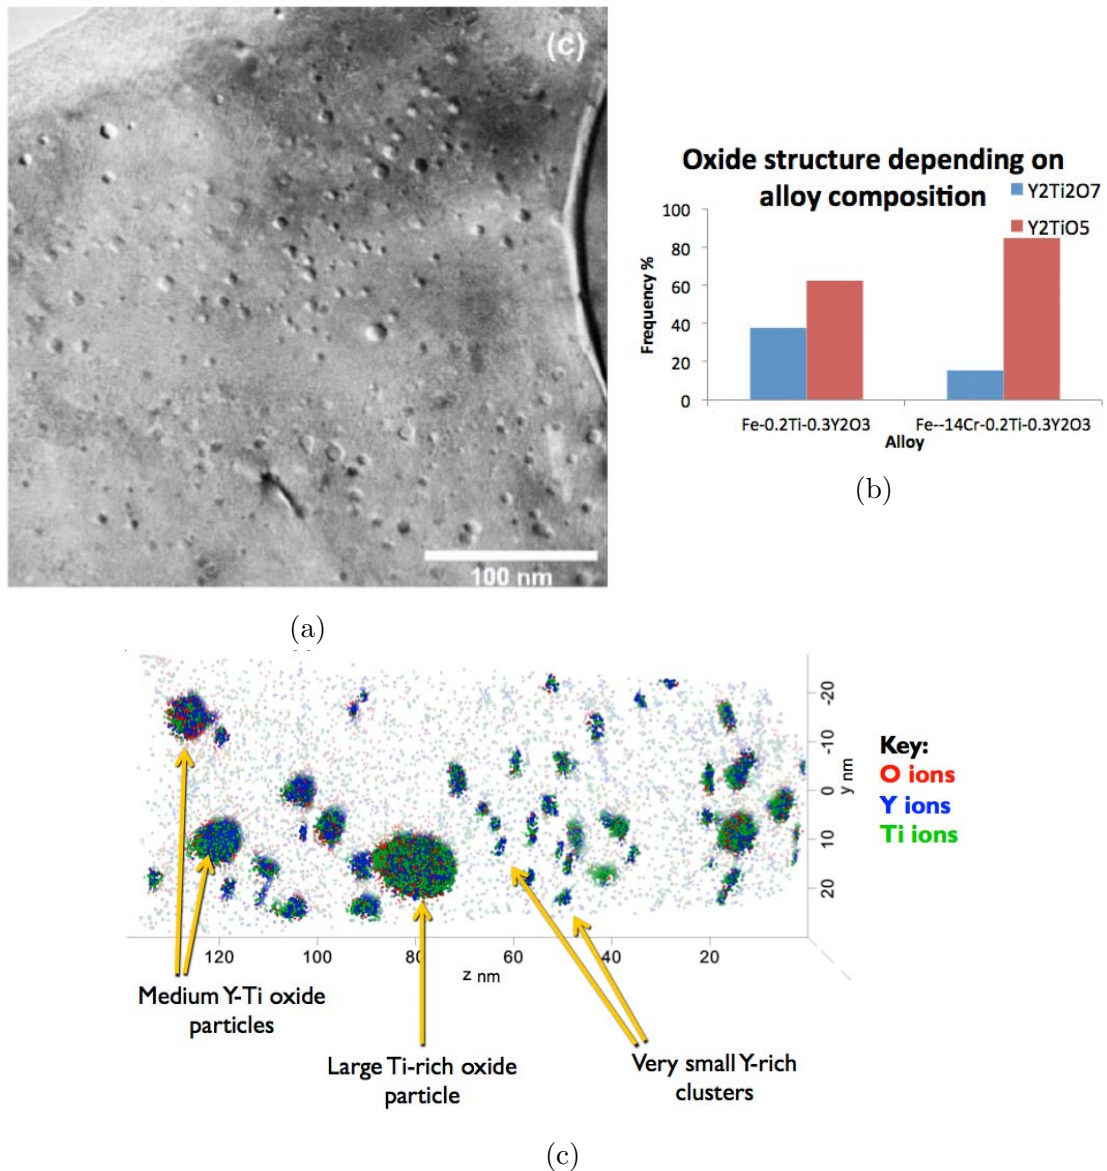 (c)
100 nm
(a)
Oxide structure depending on
alloy composition
Y2Ti2O7
Y2TiO5
100
80
60
40
20
0
Frequency %
Fe-0.2Ti-0.3Y2O3
Fe--14Cr-0.2Ti-0.3Y2O3
Alloy
(b)
-20
-10
0
10
20
y nm
120
100
80
60
40
20
z nm
Key:
O ions
Y ions
Ti ions
Medium Y-Ti oxide
particles
Large Ti-rich oxide
particle
Very small Y-rich
clusters
(c)